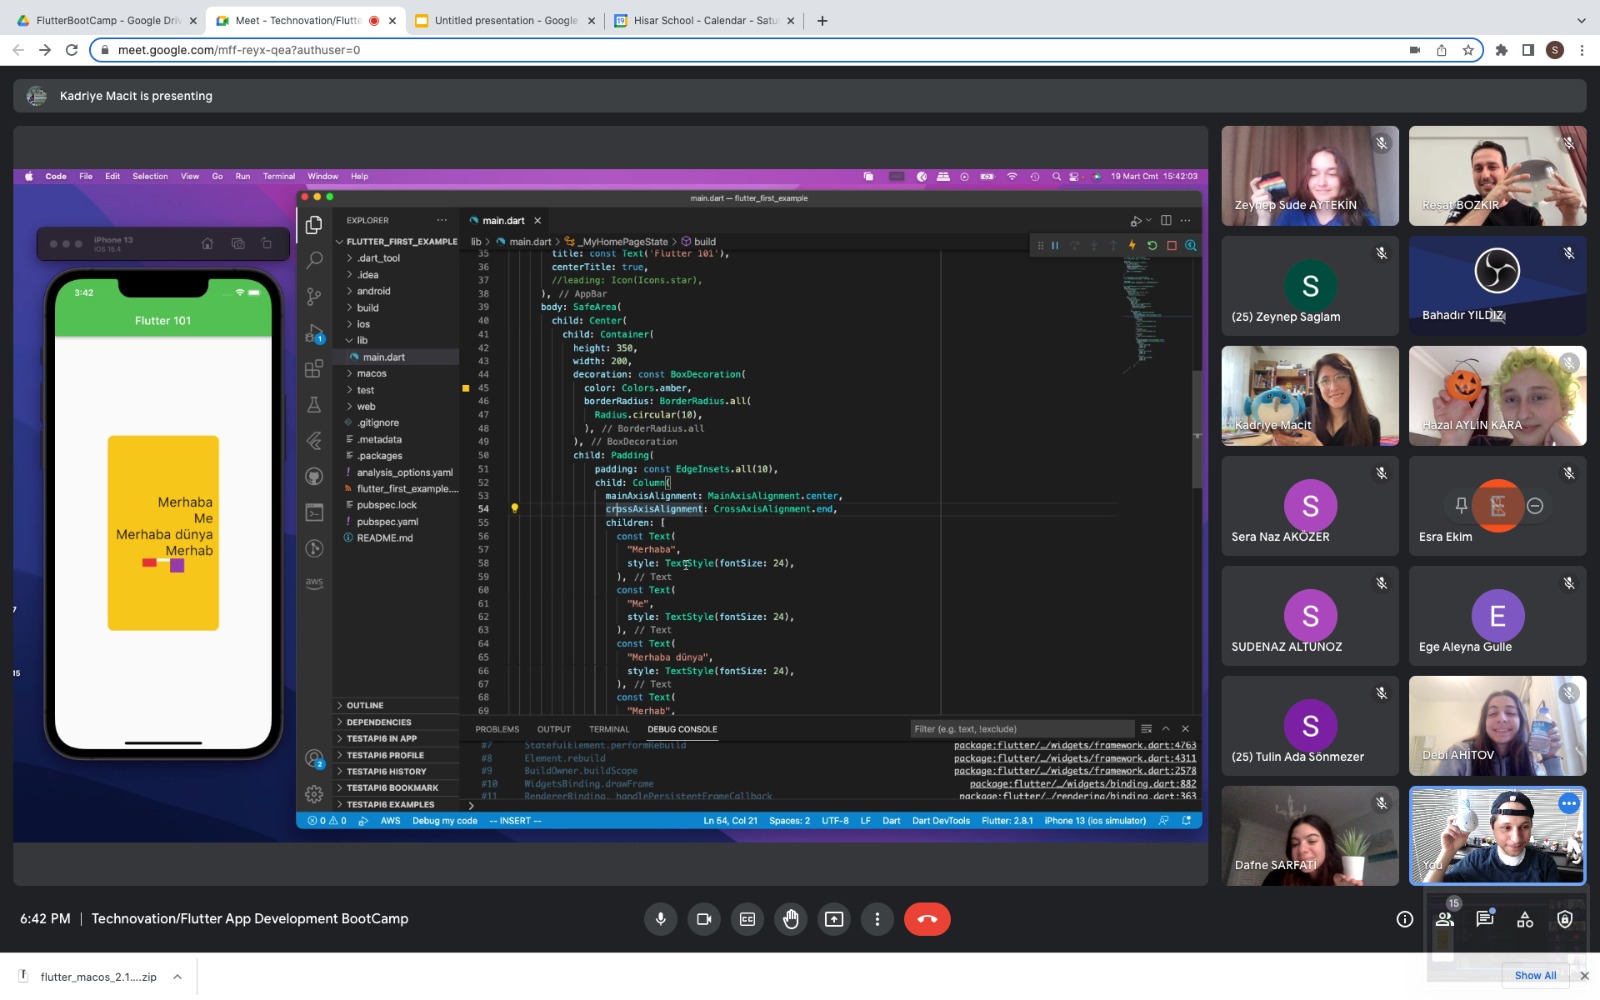 FlutterBootCamp - Google Driv
Meet - Technovation/Flutte
Untitled presentation - Google
Hisar School - Calendar - Satu
meet.google.com/mff-reyx-qea?authuser=0
S
Kadriye Macit is presenting
Code File Edit Selection View Go Run Terminal Window Help
19 Mart Cmt 15:42:03
main.dart — flutter_first_example
iPhone 13
iOS 15.4
3:42
Flutter 101
Merhaba
Me
Merhaba dünya
Merhab
EXPLORER
FLUTTER_FIRST_EXAMPLE
.dart_tool
.idea
android
build
ios
lib
main.dart
macos
test
web
.gitignore
.metadata
.packages
analysis_options.yaml
flutter_first_example....
pubspec.lock
pubspec.yaml
README.md
OUTLINE
DEPENDENCIES
TESTAPI6 IN APP
TESTAPI6 PROFILE
TESTAPI6 HISTORY
TESTAPI6 BOOKMARK
TESTAPI6 EXAMPLES
aws
main.dart
lib > main.dart > _MyHomePageState > build
35 title: const Text('Flutter 101'),
36 centerTitle: true,
37 //leading: Icon(Icons.star),
38 ), // AppBar
39 body: SafeArea(
40 child: Center(
41 child: Container(
42 height: 350,
43 width: 200,
44 decoration: const BoxDecoration(
45 color: Colors.amber,
46 borderRadius: BorderRadius.all(
47 Radius.circular(10),
48 ), // BorderRadius.all
49 ), // BoxDecoration
50 child: Padding(
51 padding: const EdgeInsets.all(10),
52 child: Column(
53 mainAxisAlignment: MainAxisAlignment.center,
54 crossAxisAlignment: CrossAxisAlignment.end,
55 children: [
56 const Text(
57 "Merhaba",
58 style: TextStyle(fontSize: 24),
59 ), // Text
60 const Text(
61 "Me",
62 style: TextStyle(fontSize: 24),
63 ), // Text
64 const Text(
65 "Merhaba dünya",
66 style: TextStyle(fontSize: 24),
67 ), // Text
68 const Text(
69 "Merhab",
PROBLEMS OUTPUT TERMINAL DEBUG CONSOLE
Filter (e.g. text, !exclude)
#7 StatefulElement.performRebuild package:flutter/…/widgets/framework.dart:4763
#8 Element.rebuild package:flutter/…/widgets/framework.dart:4311
#9 BuildOwner.buildScope package:flutter/…/widgets/framework.dart:2578
#10 WidgetsBinding.drawFrame package:flutter/…/widgets/binding.dart:882
#11 RendererBinding._handlePersistentFrameCallback package:flutter/…/rendering/binding.dart:363
0 0 AWS Debug my code -- INSERT -- Ln 54, Col 21 Spaces: 2 UTF-8 LF Dart Dart DevTools Flutter: 2.8.1 iPhone 13 (ios simulator)
Zeynep Sude AYTEKİN
Reşat BOZKIR
S
(25) Zeynep Saglam
Bahadır YILDIZ
Kadriye Macit
Hazal AYLİN KARA
S
Sera Naz AKÖZER
E
Esra Ekim
S
SUDENAZ ALTUNOZ
E
Ege Aleyna Gulle
S
(25) Tulin Ada Sönmezer
Debi AHİTOV
Dafne SARFATİ
You
6:42 PM | Technovation/Flutter App Development BootCamp
15
flutter_macos_2.1....zip
Show All